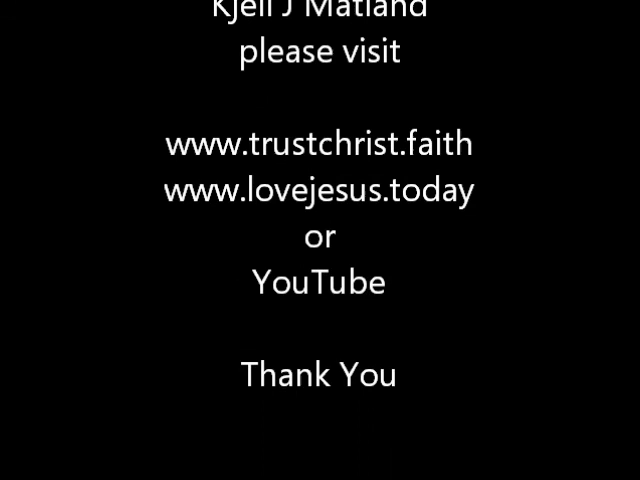 Kjell J Matland
please visit
www.trustchrist.faith
www.lovejesus.today
or
YouTube
Thank You